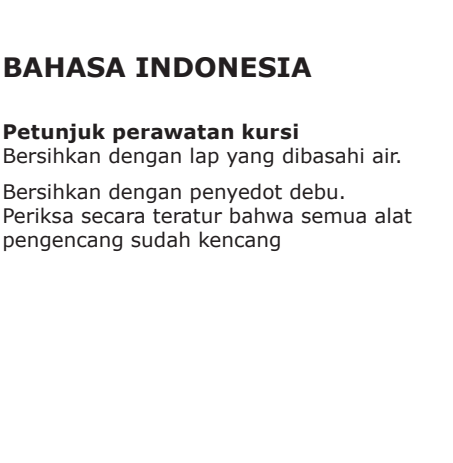 BAHASA INDONESIA
Petunjuk perawatan kursi
Bersihkan dengan lap yang dibasahi air.
Bersihkan dengan penyedot debu.
Periksa secara teratur bahwa semua alat
pengencang sudah kencang